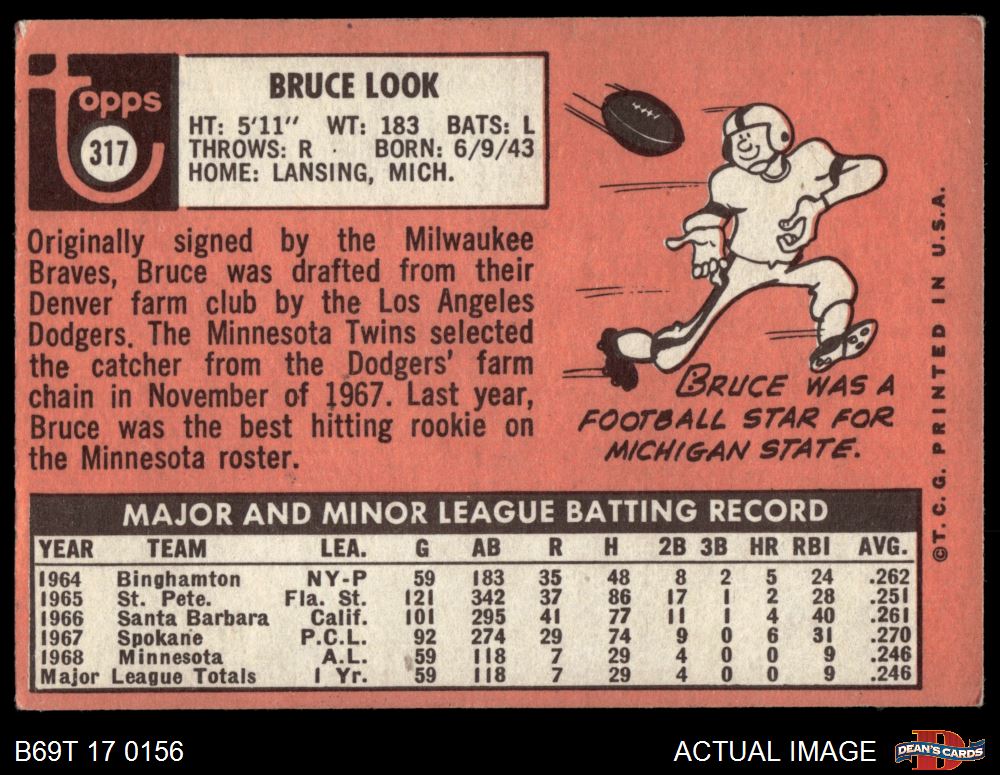 topps
317
BRUCE LOOK
HT: 5'11" WT: 183 BATS: L
THROWS: R · BORN: 6/9/43
HOME: LANSING, MICH.
Originally signed by the Milwaukee
Braves, Bruce was drafted from their
Denver farm club by the Los Angeles
Dodgers. The Minnesota Twins selected
the catcher from the Dodgers' farm
chain in November of 1967. Last year,
Bruce was the best hitting rookie on
the Minnesota roster.
BRUCE WAS A
FOOTBALL STAR FOR
MICHIGAN STATE.
©T. C. G. PRINTED IN U.S.A.
MAJOR AND MINOR LEAGUE BATTING RECORD
YEAR TEAM LEA. G AB R H 2B 3B HR RBI AVG.
1964 Binghamton NY-P 59 183 35 48 8 2 5 24 .262
1965 St. Pete. Fla. St. 121 342 37 86 17 1 2 28 .251
1966 Santa Barbara Calif. 101 295 41 77 11 1 4 40 .261
1967 Spokane P.C.L. 92 274 29 74 9 0 6 31 .270
1968 Minnesota A.L. 59 118 7 29 4 0 0 9 .246
Major League Totals 1 Yr. 59 118 7 29 4 0 0 9 .246
B69T 17 0156
ACTUAL IMAGE
D
DEAN'S CARDS